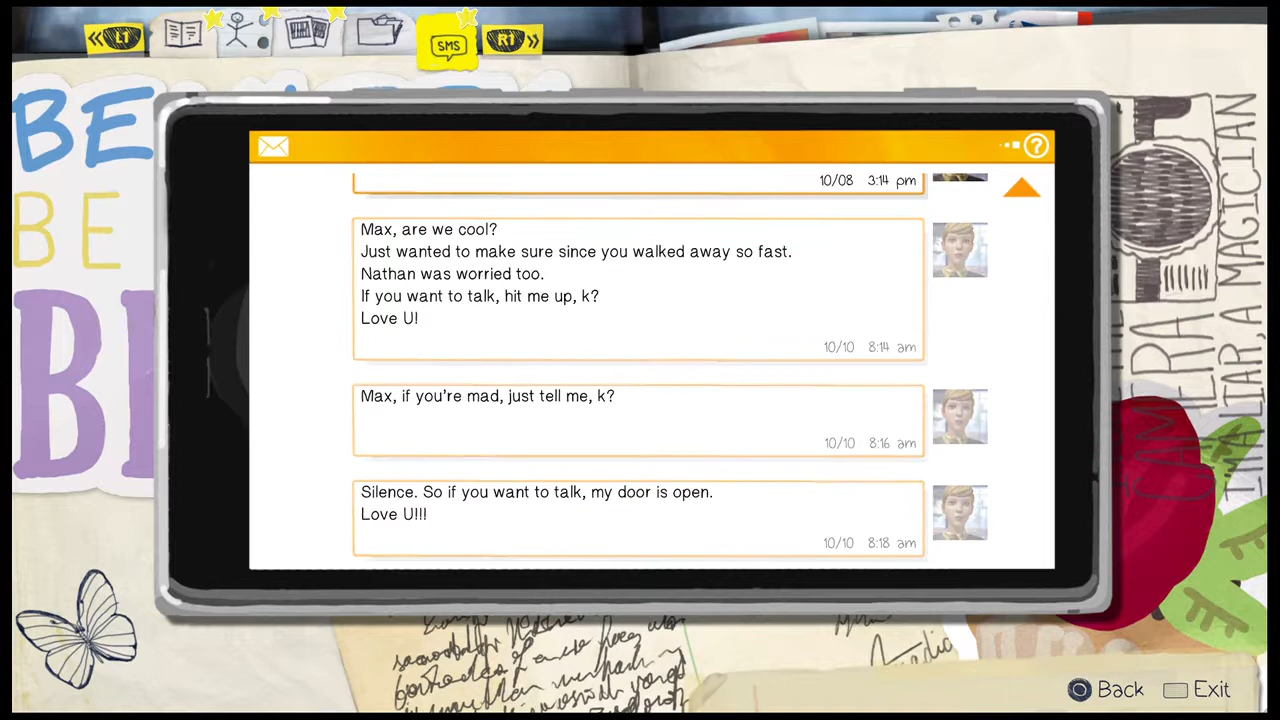 L1
SMS
R1
BE
BE
10/08 3:14 pm
Max, are we cool?
Just wanted to make sure since you walked away so fast.
Nathan was worried too.
If you want to talk, hit me up, k?
Love U!
10/10 8:14 am
Max, if you're mad, just tell me, k?
10/10 8:16 am
Silence. So if you want to talk, my door is open.
Love U!!!
10/10 8:18 am
CAMERA
LIAR, A MAGICIAN
Back
Exit